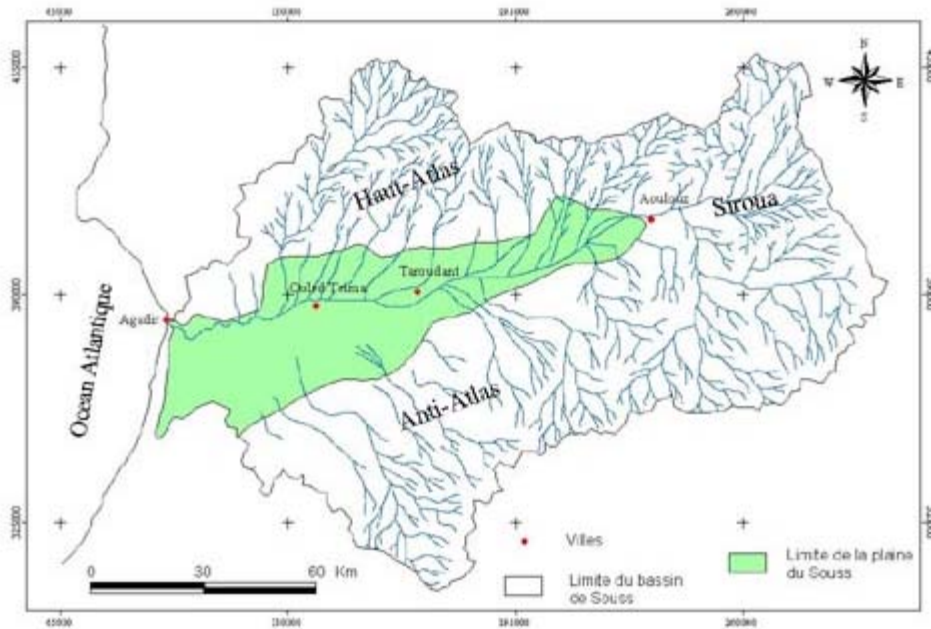 N
W
E
S
Haut-Atlas
Siroua
Aoulouz
Taroudant
Ouled Teima
Agadir
Ocean Atlantique
Anti-Atlas
Villes
Limite de la plaine
du Souss
Limite du bassin
de Souss
0 30 60 Km